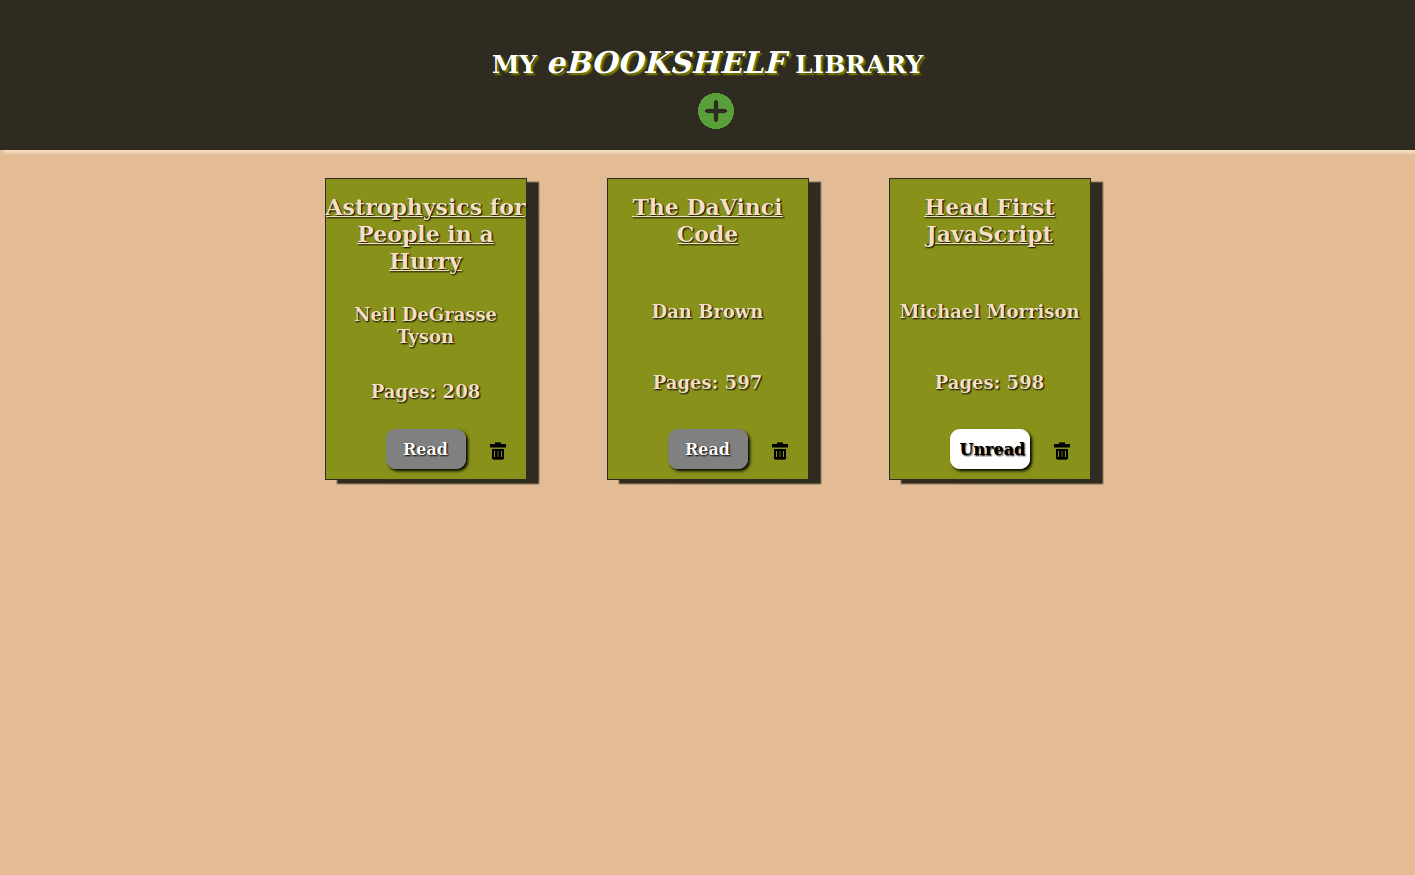 MY eBOOKSHELF LIBRARY
Astrophysics for
People in a
Hurry
Neil DeGrasse
Tyson
Pages: 208
Read
The DaVinci
Code
Dan Brown
Pages: 597
Read
Head First
JavaScript
Michael Morrison
Pages: 598
Unread